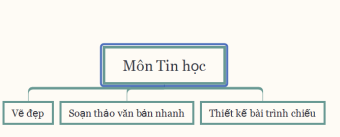 Môn Tin học
Vẽ đẹp
Soạn thảo văn bản nhanh
Thiết kế bài trình chiếu